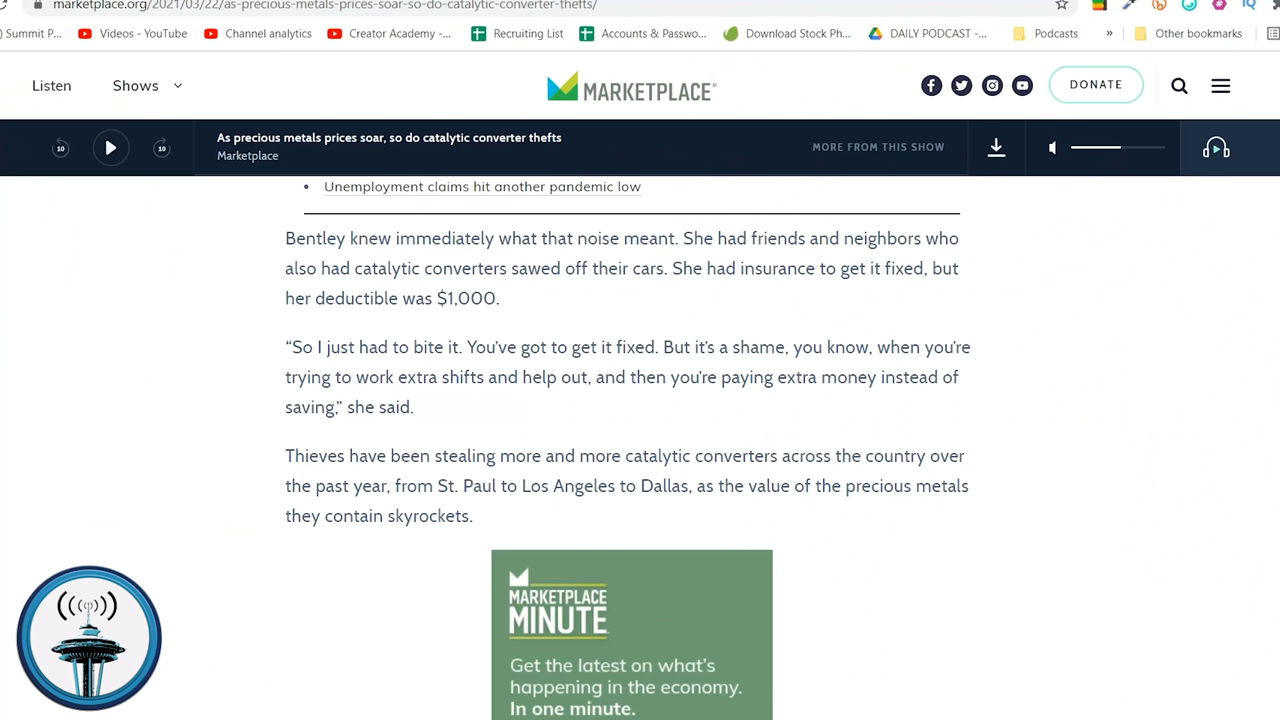 marketplace.org/2021/03/22/as-precious-metals-prices-soar-so-do-catalytic-converter-thefts/
) Summit P... Videos - YouTube Channel analytics Creator Academy -... Recruiting List Accounts & Passwo... Download Stock Ph... DAILY PODCAST -... Podcasts » Other bookmarks
Listen Shows MARKETPLACE DONATE
10 10 As precious metals prices soar, so do catalytic converter thefts MORE FROM THIS SHOW
Marketplace
• Unemployment claims hit another pandemic low
Bentley knew immediately what that noise meant. She had friends and neighbors who
also had catalytic converters sawed off their cars. She had insurance to get it fixed, but
her deductible was $1,000.
“So I just had to bite it. You’ve got to get it fixed. But it’s a shame, you know, when you’re
trying to work extra shifts and help out, and then you’re paying extra money instead of
saving,” she said.
Thieves have been stealing more and more catalytic converters across the country over
the past year, from St. Paul to Los Angeles to Dallas, as the value of the precious metals
they contain skyrockets.
MARKETPLACE
MINUTE
Get the latest on what’s
happening in the economy.
In one minute.